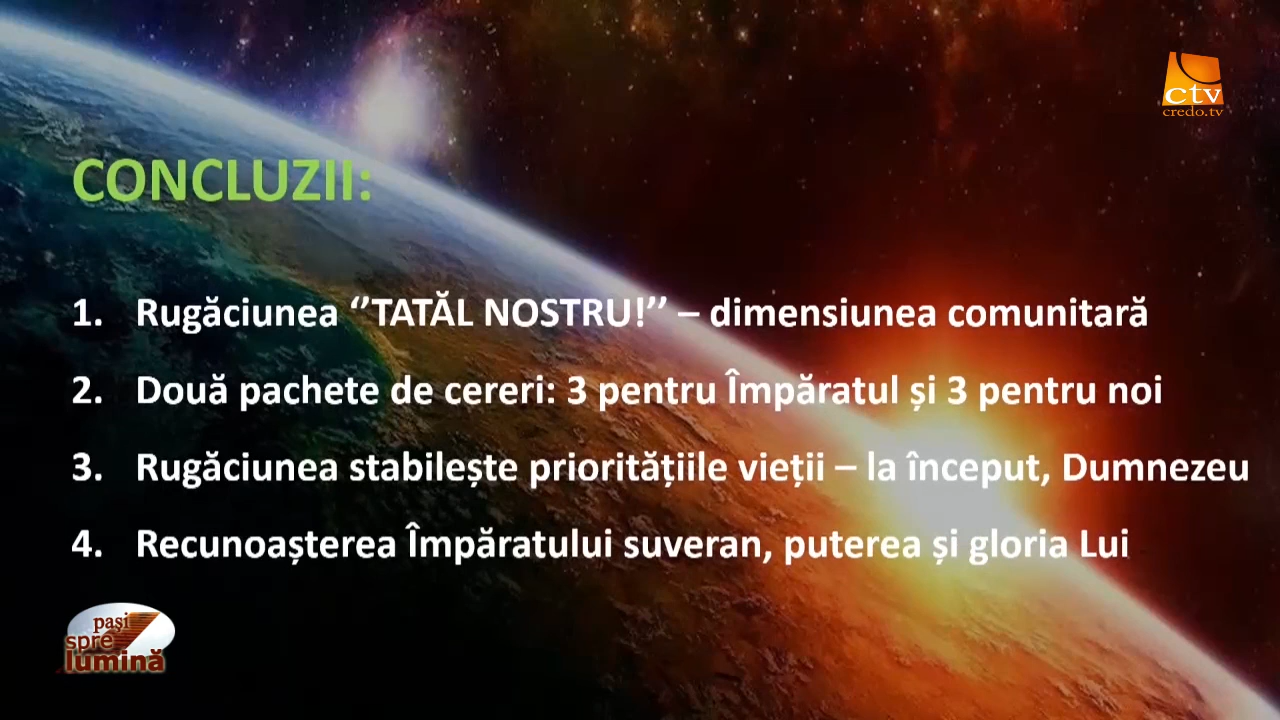 ctv
credo.tv
CONCLUZII:
1. Rugăciunea ‘’TATĂL NOSTRU!’’ – dimensiunea comunitară
2. Două pachete de cereri: 3 pentru Împăratul și 3 pentru noi
3. Rugăciunea stabilește prioritățiile vieții – la început, Dumnezeu
4. Recunoașterea Împăratului suveran, puterea și gloria Lui
pași
spre
lumină